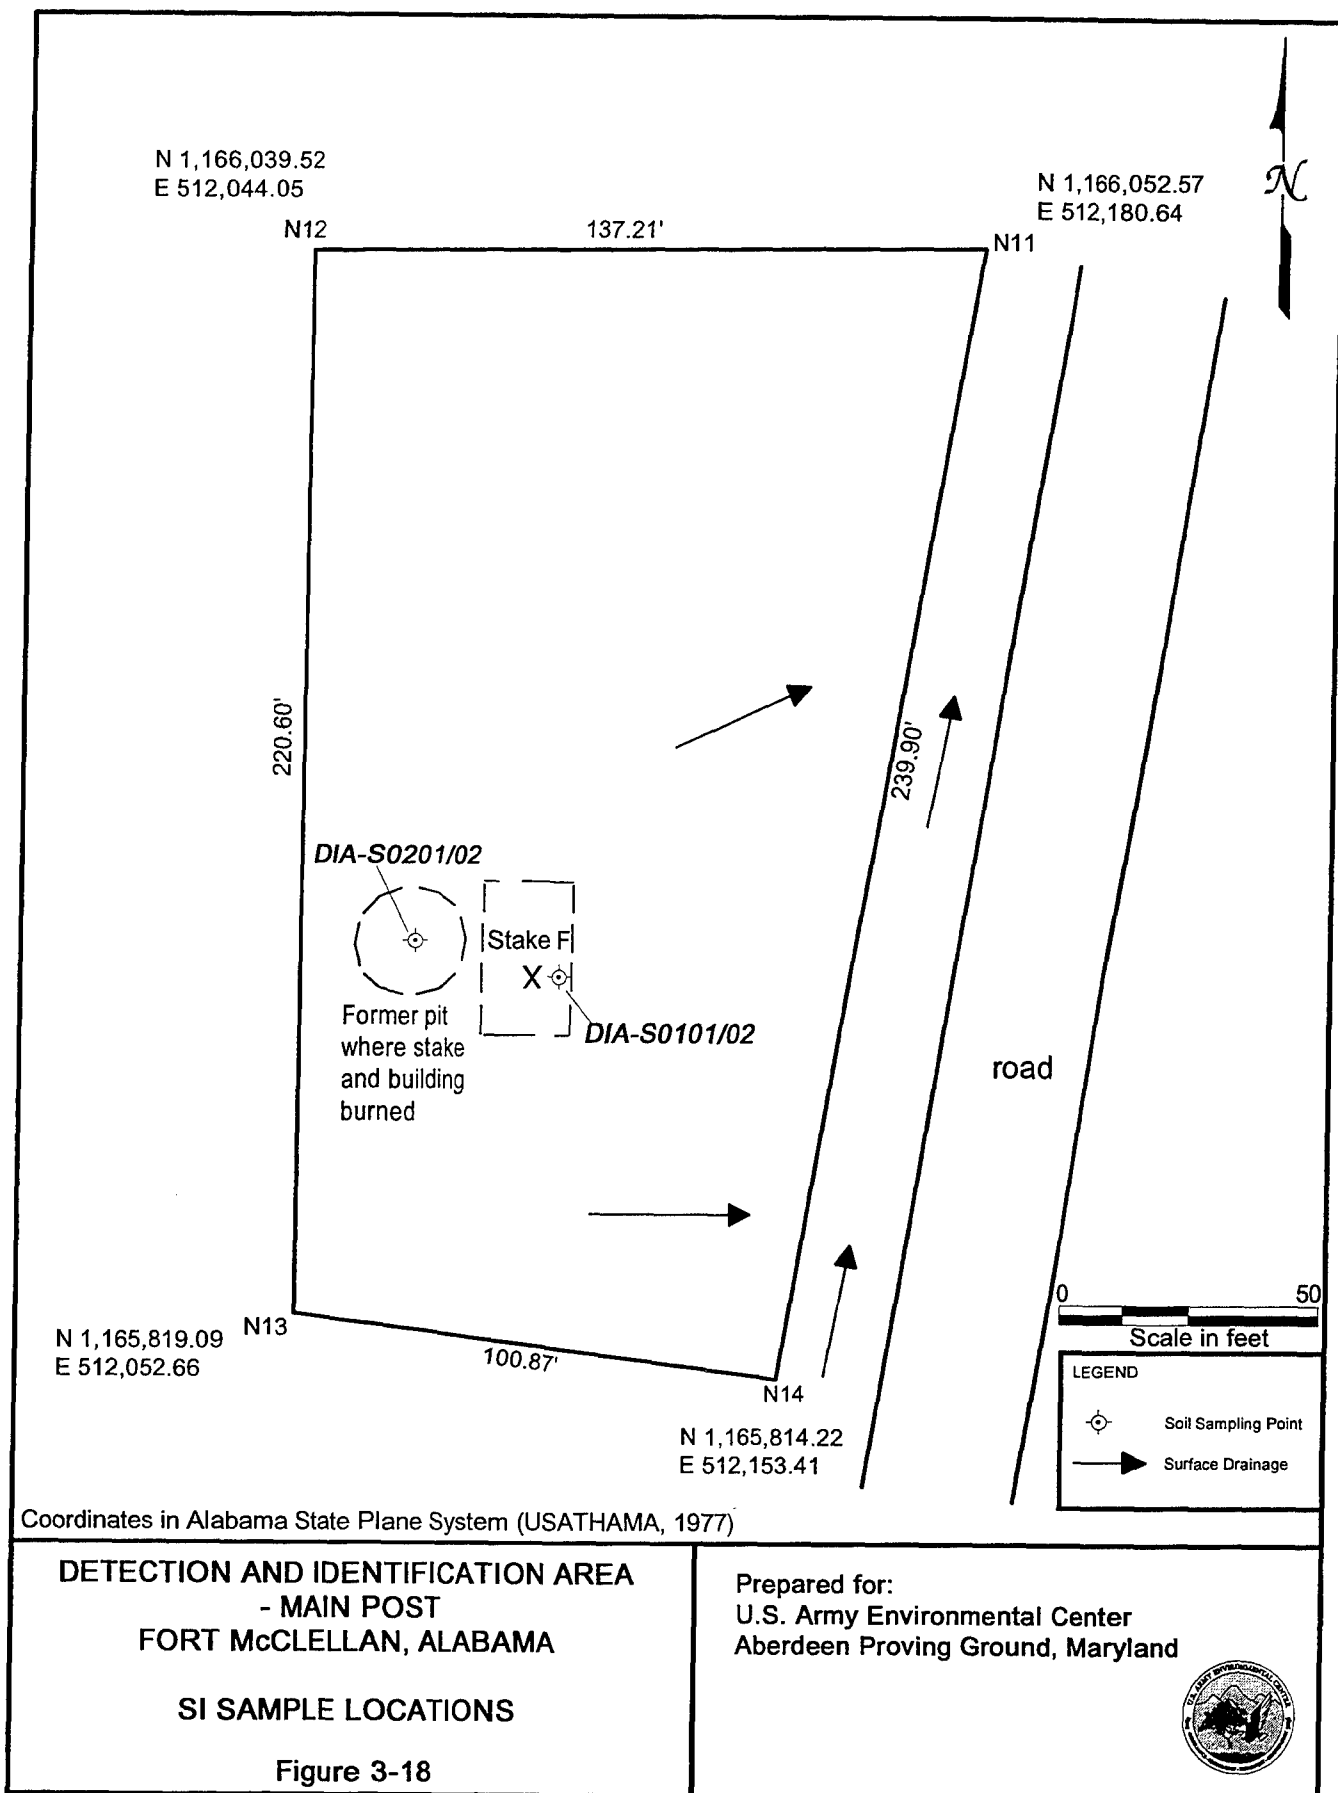 N 1,166,039.52
E 512,044.05
N 1,166,052.57
E 512,180.64
N
N12
137.21'
N11
220.60'
239.90'
DIA-S0201/02
Stake F
X
DIA-S0101/02
Former pit
where stake
and building
burned
road
N 1,165,819.09
E 512,052.66
N13
100.87'
N14
N 1,165,814.22
E 512,153.41
0 50
Scale in feet
LEGEND
Soil Sampling Point
Surface Drainage
Coordinates in Alabama State Plane System (USATHAMA, 1977)
DETECTION AND IDENTIFICATION AREA
- MAIN POST
FORT McCLELLAN, ALABAMA
SI SAMPLE LOCATIONS
Figure 3-18
Prepared for:
U.S. Army Environmental Center
Aberdeen Proving Ground, Maryland
U.S. ARMY ENVIRONMENTAL CENTER